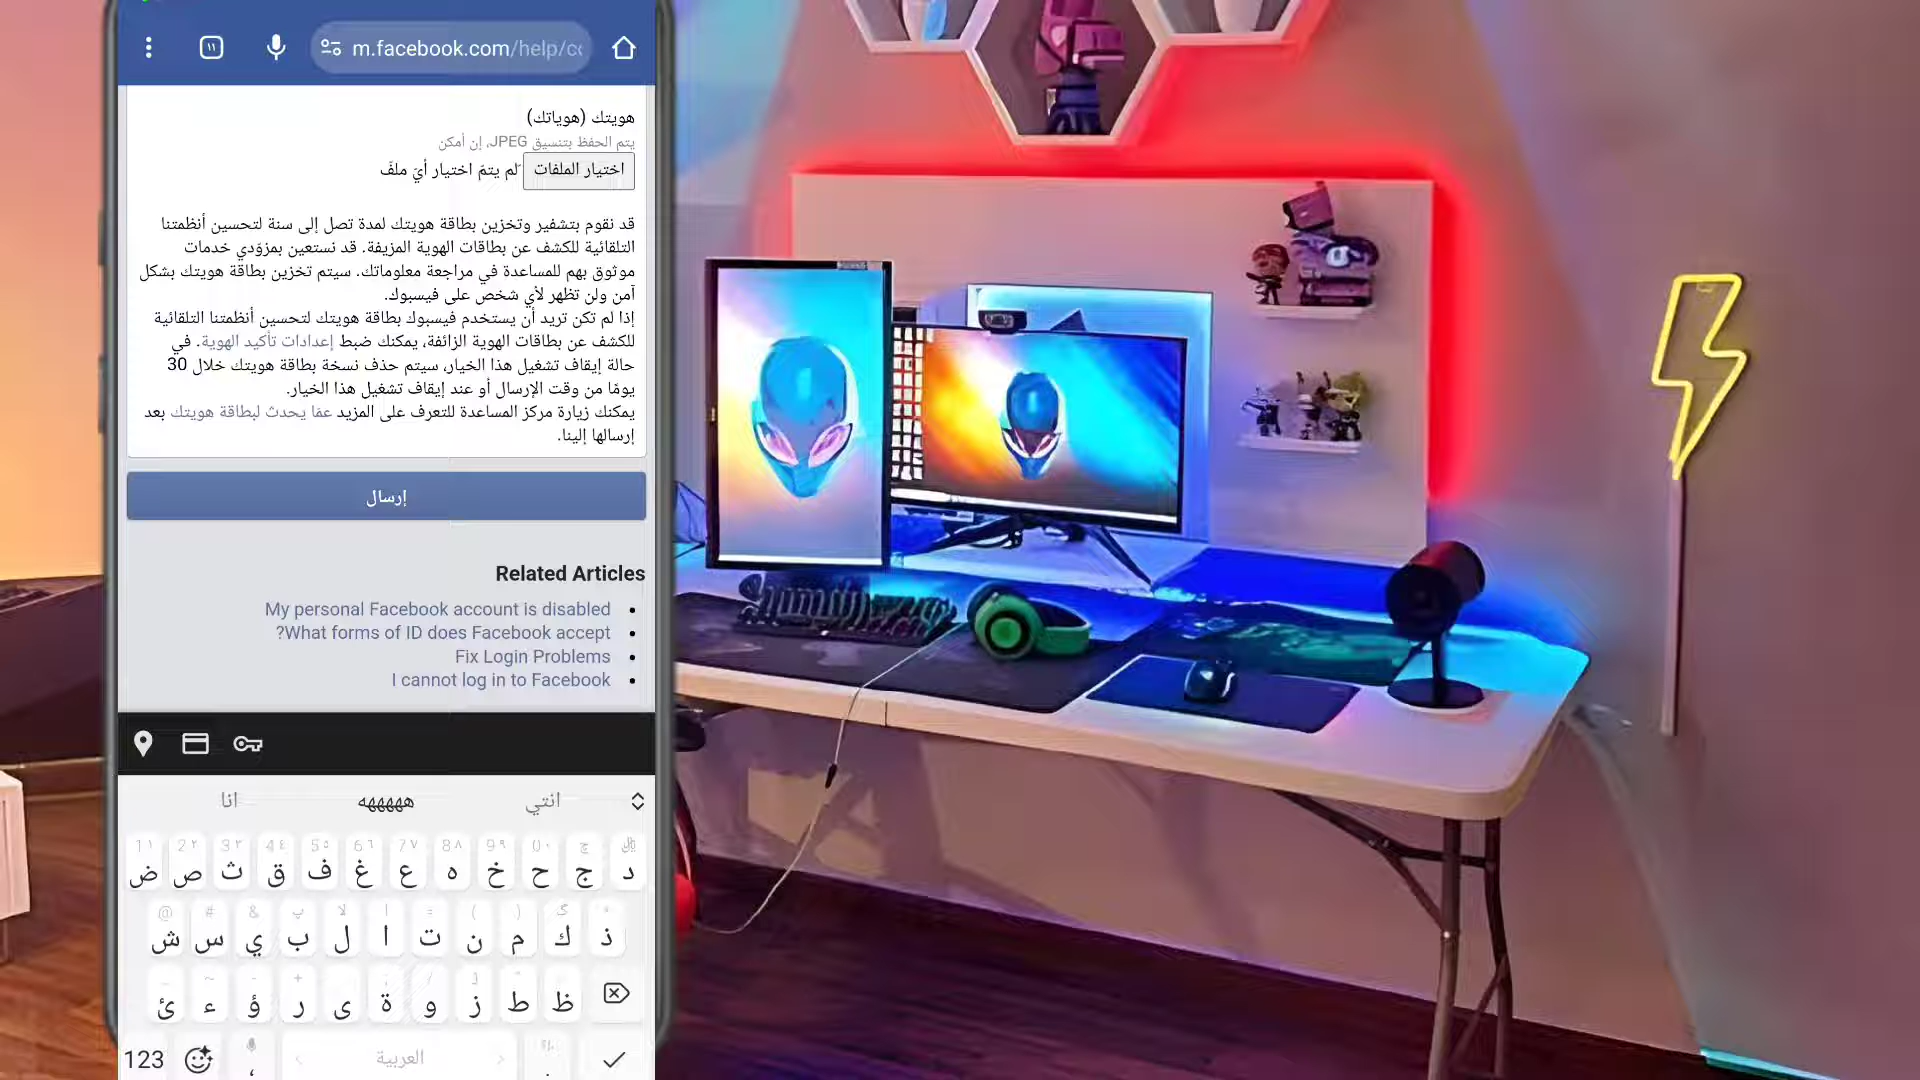 m.facebook.com/help/cc
هويتك (هوياتك)
يتم الحفظ بتنسيق JPEG، إن أمكن
اختيار الملفات لم يتمّ اختيار أيّ ملفّ
قد نقوم بتشفير وتخزين بطاقة هويتك لمدة تصل إلى سنة لتحسين أنظمتنا
التلقائية للكشف عن بطاقات الهوية المزيفة. قد نستعين بمزوّدي خدمات
موثوق بهم للمساعدة في مراجعة معلوماتك. سيتم تخزين بطاقة هويتك بشكل
آمن ولن تظهر لأي شخص على فيسبوك.
إذا لم تكن تريد أن يستخدم فيسبوك بطاقة هويتك لتحسين أنظمتنا التلقائية
للكشف عن بطاقات الهوية الزائفة، يمكنك ضبط إعدادات تأكيد الهوية. في
حالة إيقاف تشغيل هذا الخيار، سيتم حذف نسخة بطاقة هويتك خلال 30
يومًا من وقت الإرسال أو عند إيقاف تشغيل هذا الخيار.
يمكنك زيارة مركز المساعدة للتعرف على المزيد عمّا يحدث لبطاقة هويتك بعد
إرسالها إلينا.
إرسال
Related Articles
My personal Facebook account is disabled
?What forms of ID does Facebook accept
Fix Login Problems
I cannot log in to Facebook
انتي هههههه انا
ض ص ث ق ف غ ع ه خ ح ج د
ش س ي ب ل ا ت ن م ك ذ
ئ ء ؤ ر ى ة و ز ط ظ
123 العربية